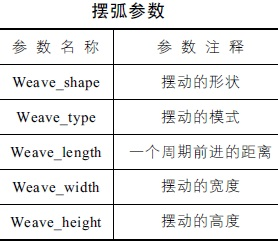 摆弧参数
参数名称 参数注释
Weave_shape 摆动的形状
Weave_type 摆动的模式
Weave_length 一个周期前进的距离
Weave_width 摆动的宽度
Weave_height 摆动的高度